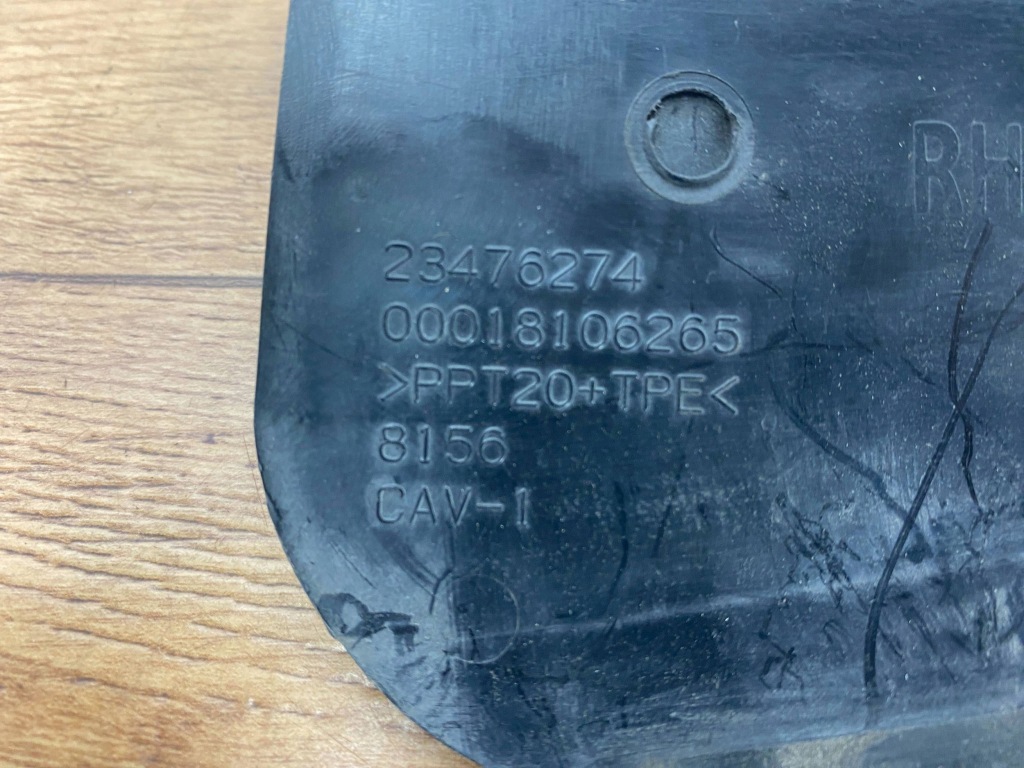 RH
23476274
00018106265
>PPT20+TPE<
8156
CAV-1